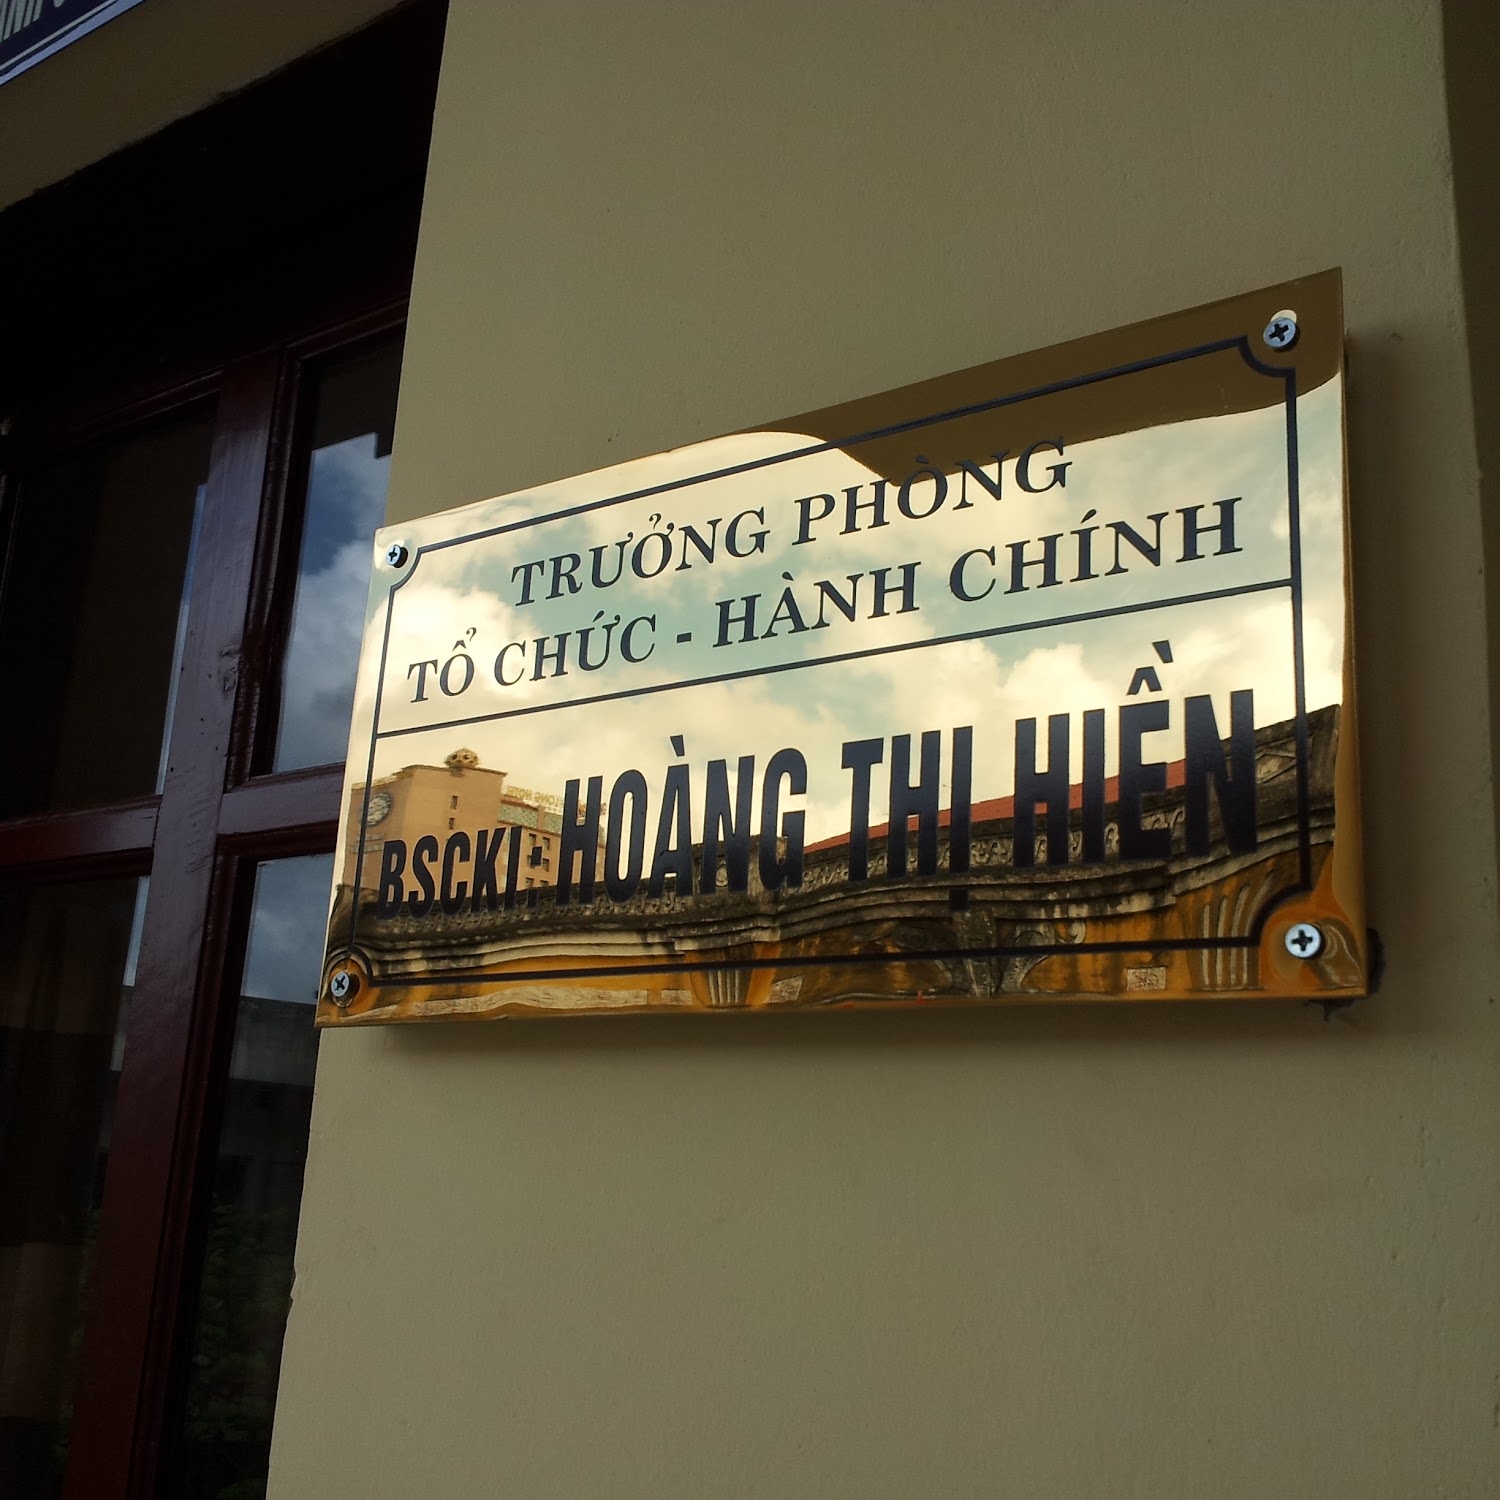 TRƯỞNG PHÒNG
TỔ CHỨC - HÀNH CHÍNH
BSCKI. HOÀNG THỊ HIỀN